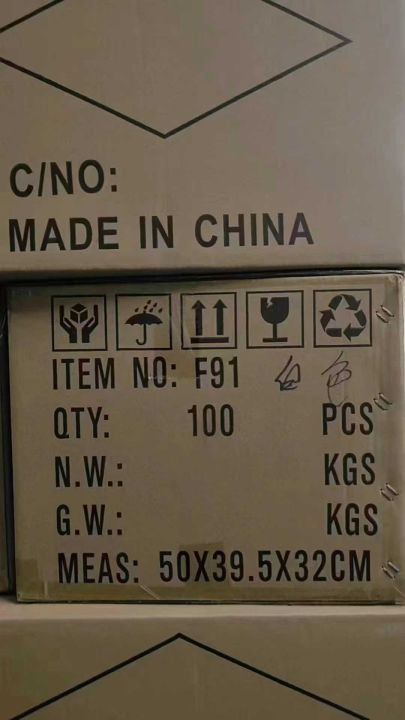 C/NO:
MADE IN CHINA
ITEM NO: F91 白色
QTY: 100 PCS
N.W.: KGS
G.W.: KGS
MEAS: 50X39.5X32CM